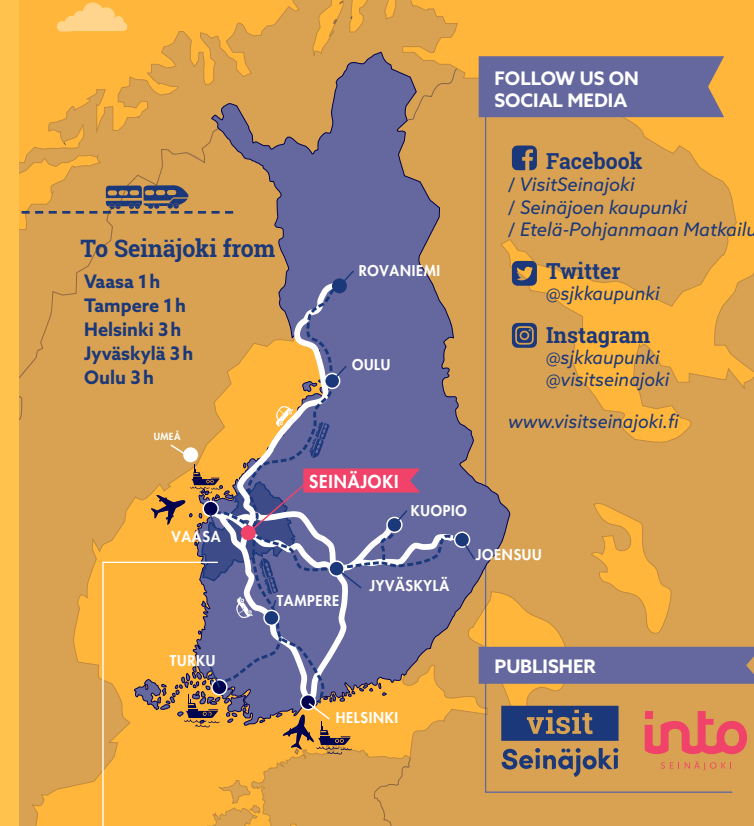 FOLLOW US ON
SOCIAL MEDIA
Facebook
/ VisitSeinajoki
/ Seinäjoen kaupunki
/ Etelä-Pohjanmaan Matkailu
Twitter
@sjkkaupunki
Instagram
@sjkkaupunki
@visitseinajoki
www.visitseinajoki.fi
To Seinäjoki from
Vaasa 1 h
Tampere 1 h
Helsinki 3 h
Jyväskylä 3 h
Oulu 3 h
ROVANIEMI
OULU
UMEÅ
SEINÄJOKI
KUOPIO
VAASA
JOENSUU
JYVÄSKYLÄ
TAMPERE
TURKU
HELSINKI
PUBLISHER
visit
Seinäjoki
into
SEINÄJOKI